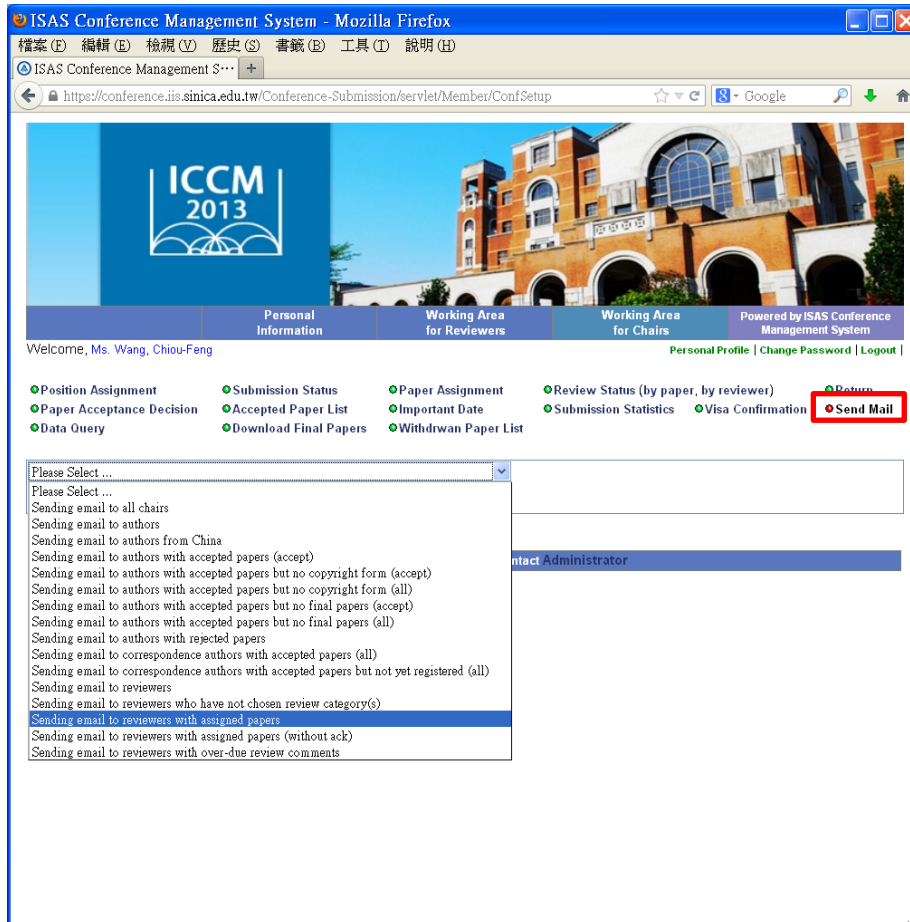 ISAS Conference Management System - Mozilla Firefox
檔案(F) 編輯(E) 檢視(V) 歷史(S) 書籤(B) 工具(T) 說明(H)
ISAS Conference Management S··· +
https://conference.iis.sinica.edu.tw/Conference-Submission/servlet/Member/ConfSetup Google
ICCM
2013
Personal Information
Working Area for Reviewers
Working Area for Chairs
Powered by ISAS Conference Management System
Welcome, Ms. Wang, Chiou-Feng Personal Profile | Change Password | Logout |
Position Assignment Submission Status Paper Assignment Review Status (by paper, by reviewer) Return
Paper Acceptance Decision Accepted Paper List Important Date Submission Statistics Visa Confirmation Send Mail
Data Query Download Final Papers Withdrwan Paper List
Please Select ...
Please Select ...
Sending email to all chairs
Sending email to authors
Sending email to authors from China
Sending email to authors with accepted papers (accept)
ntact Administrator
Sending email to authors with accepted papers but no copyright form (accept)
Sending email to authors with accepted papers but no copyright form (all)
Sending email to authors with accepted papers but no final papers (accept)
Sending email to authors with accepted papers but no final papers (all)
Sending email to authors with rejected papers
Sending email to correspondence authors with accepted papers (all)
Sending email to correspondence authors with accepted papers but not yet registered (all)
Sending email to reviewers
Sending email to reviewers who have not chosen review category(s)
Sending email to reviewers with assigned papers
Sending email to reviewers with assigned papers (without ack)
Sending email to reviewers with over-due review comments